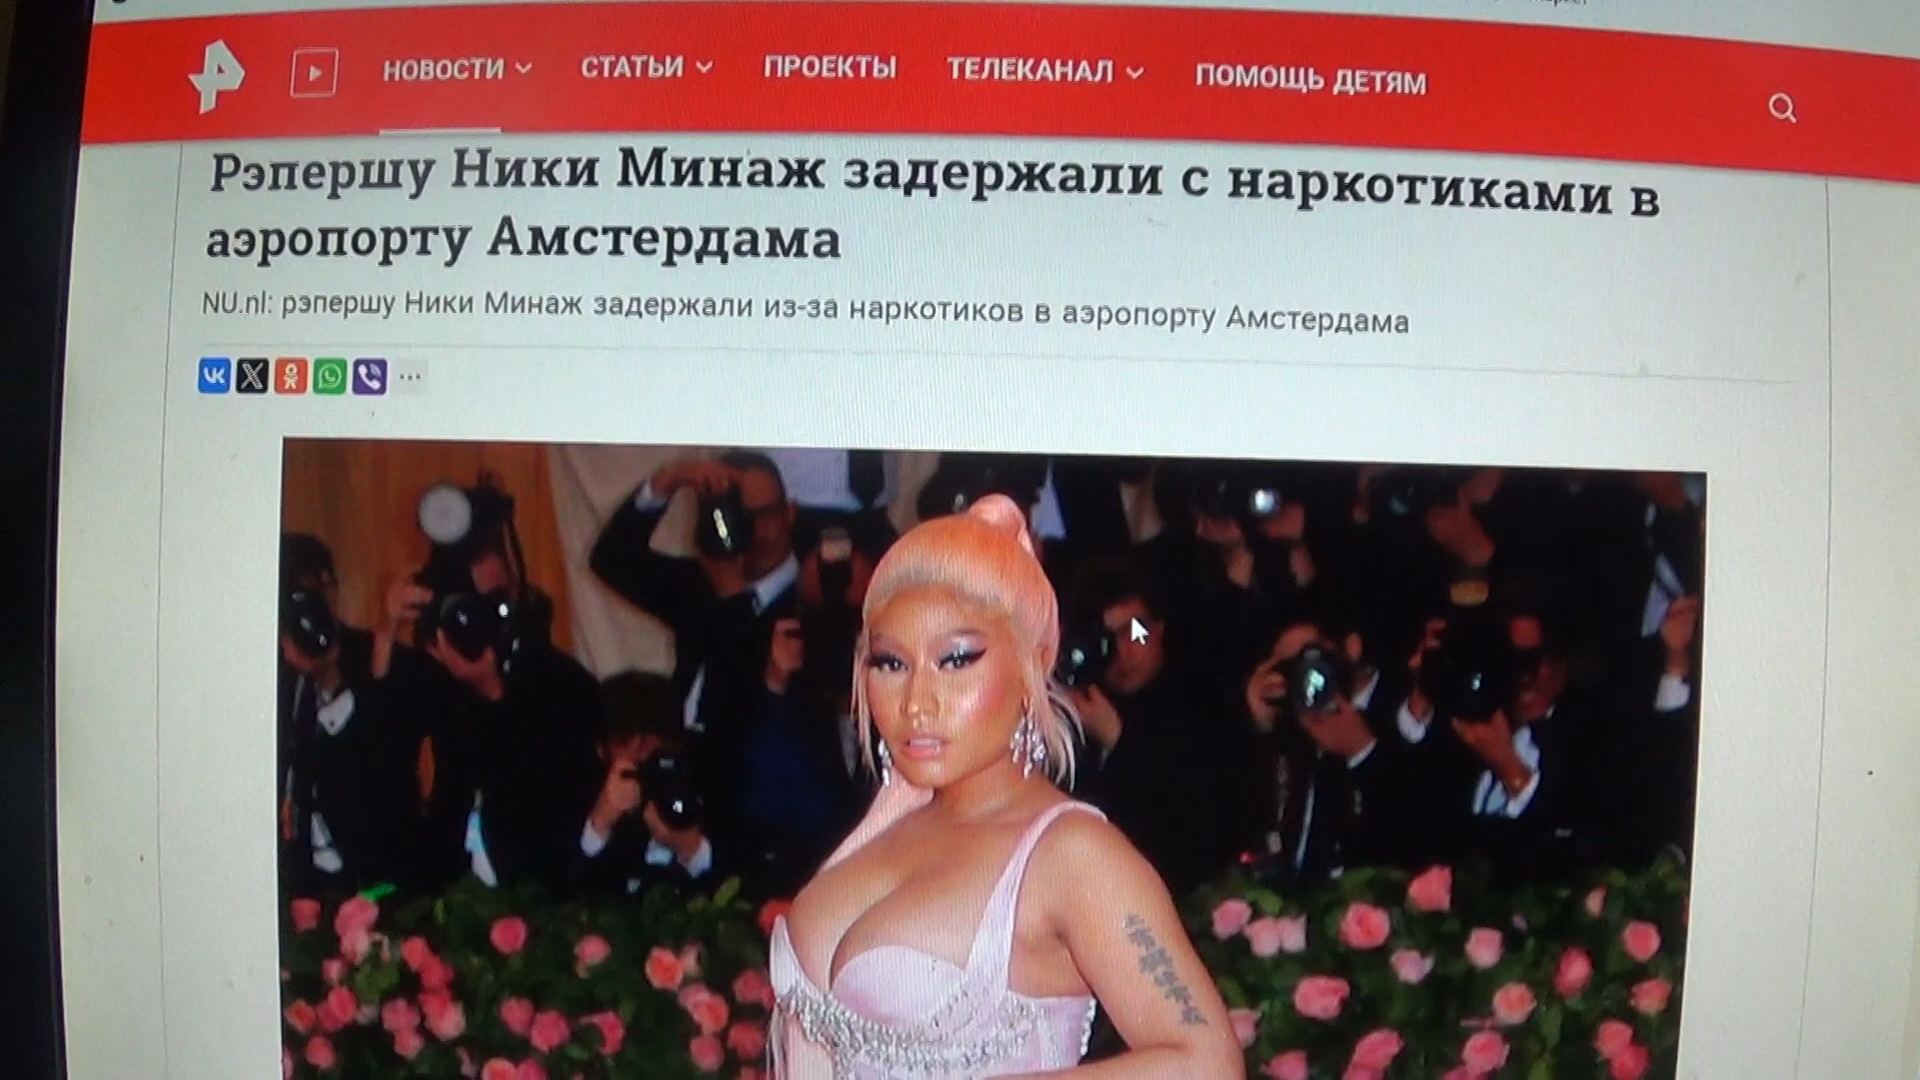 НОВОСТИ СТАТЬИ ПРОЕКТЫ ТЕЛЕКАНАЛ ПОМОЩЬ ДЕТЯМ
Рэпершу Ники Минаж задержали с наркотиками в
аэропорту Амстердама
NU.nl: рэпершу Ники Минаж задержали из-за наркотиков в аэропорту Амстердама